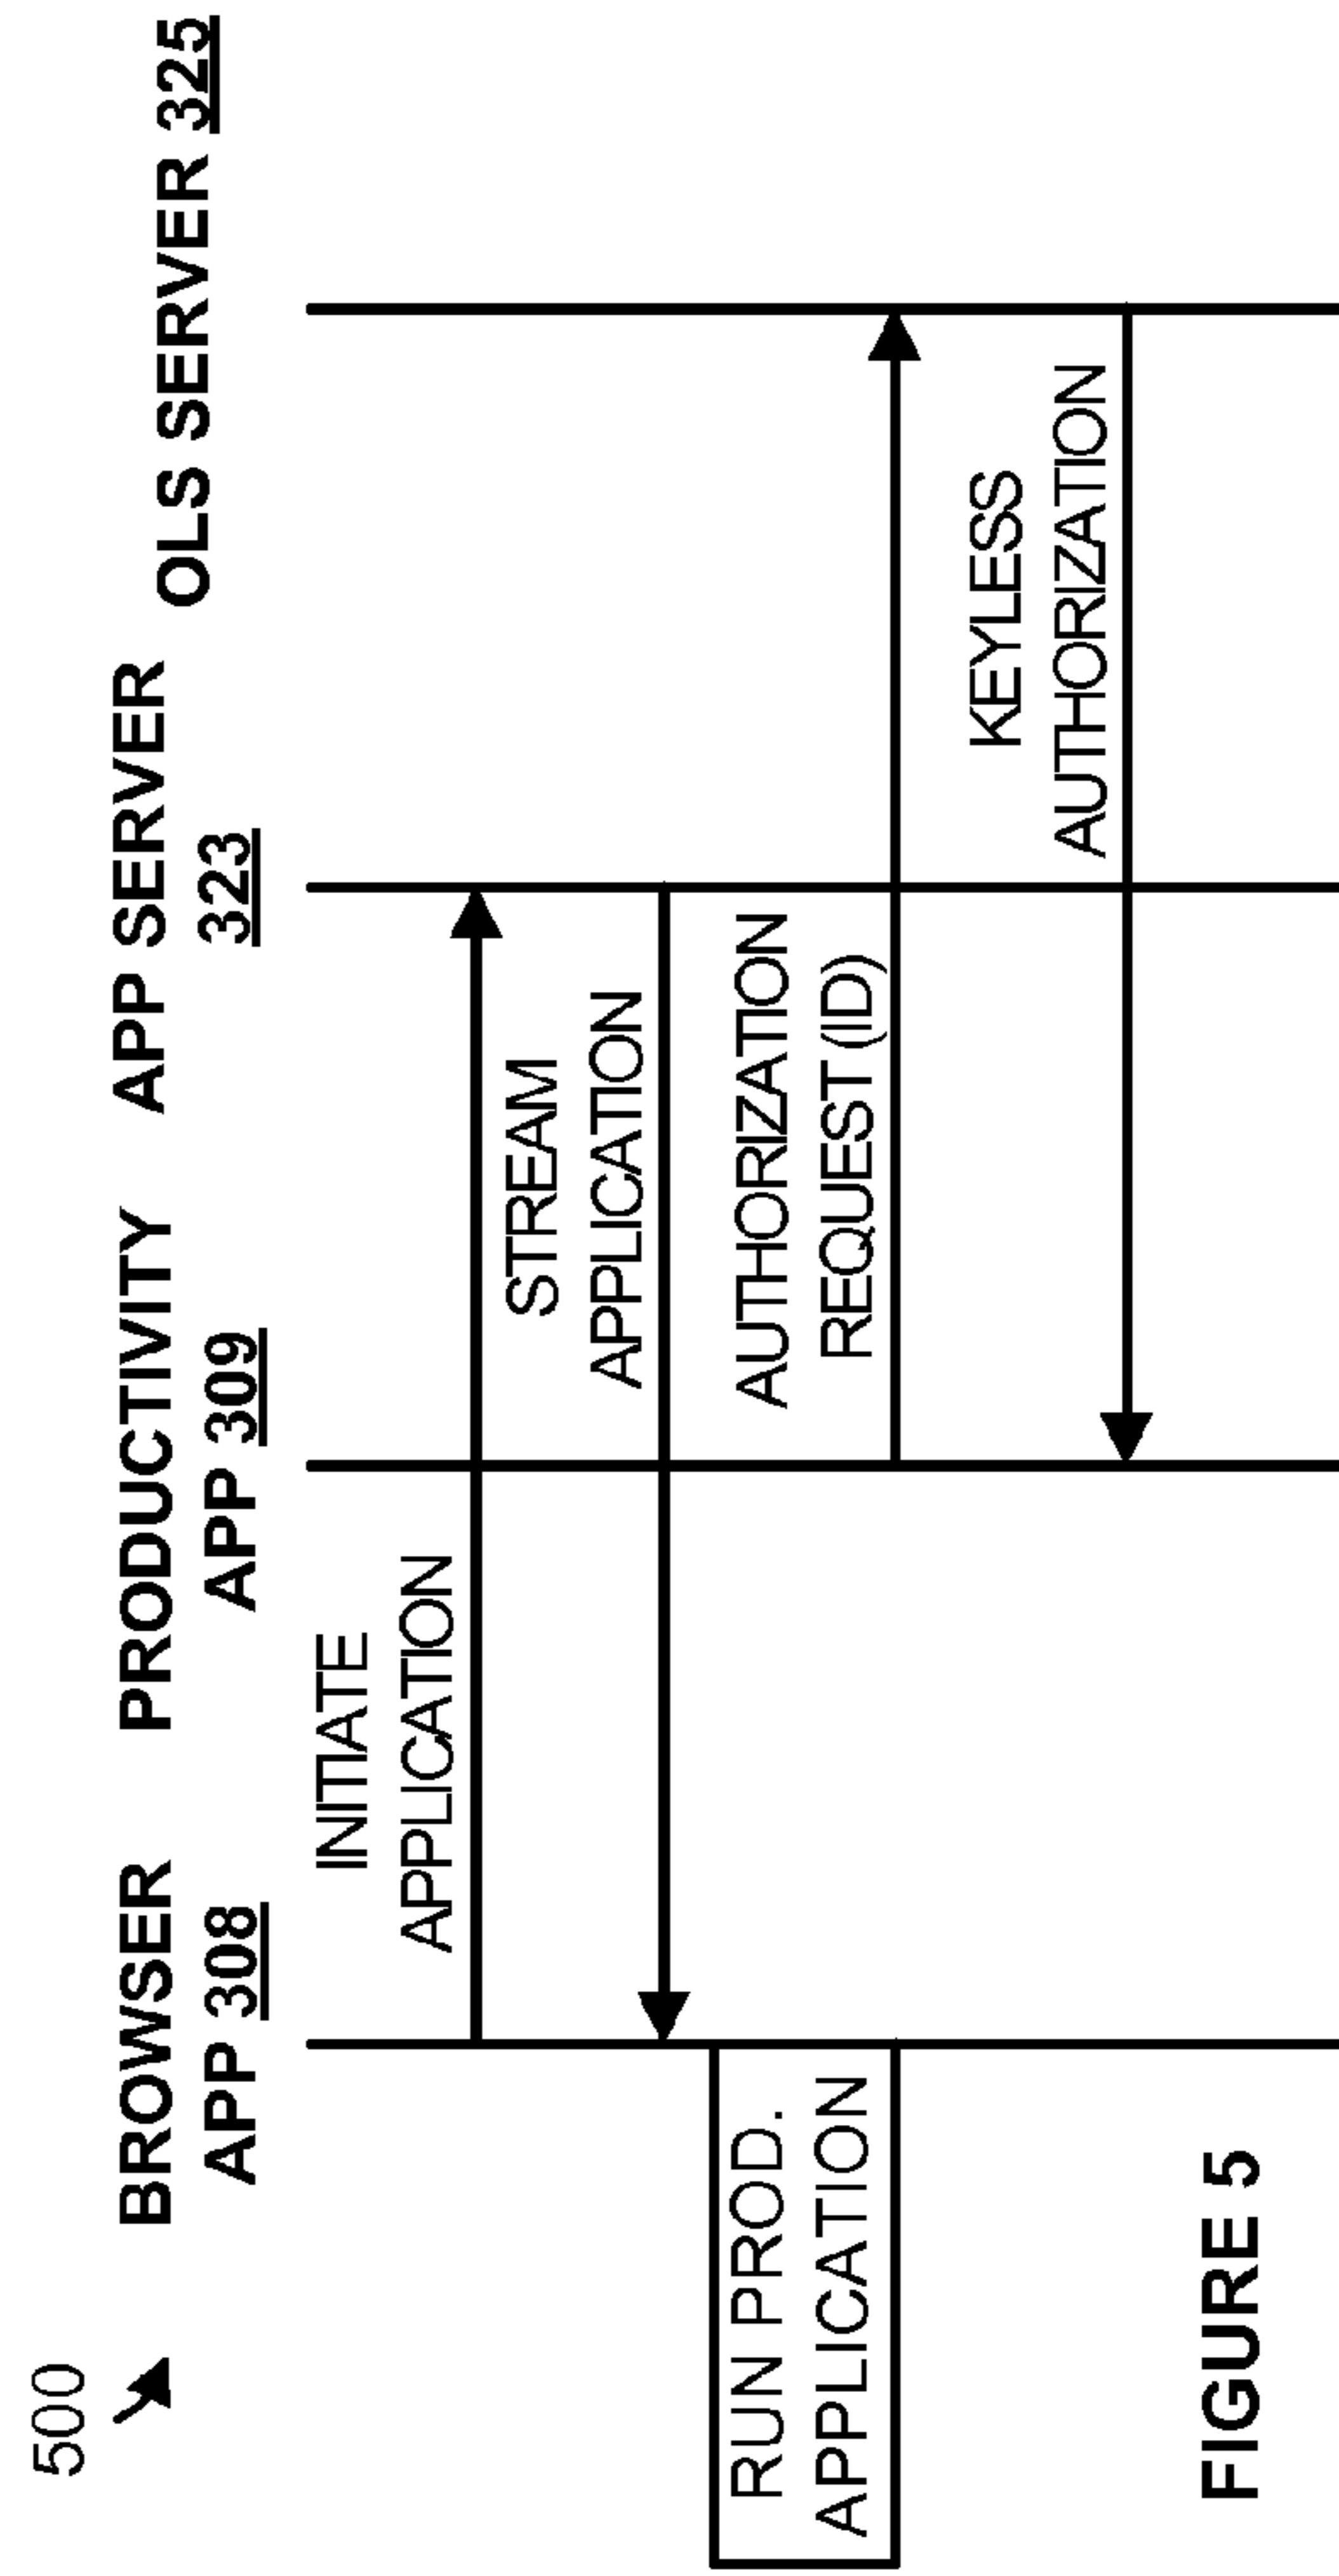 500
BROWSER
APP 308
PRODUCTIVITY
APP 309
APP SERVER
323
OLS SERVER 325
INITIATE
APPLICATION
STREAM
APPLICATION
RUN PROD.
APPLICATION
AUTHORIZATION
REQUEST (ID)
KEYLESS
AUTHORIZATION
FIGURE 5